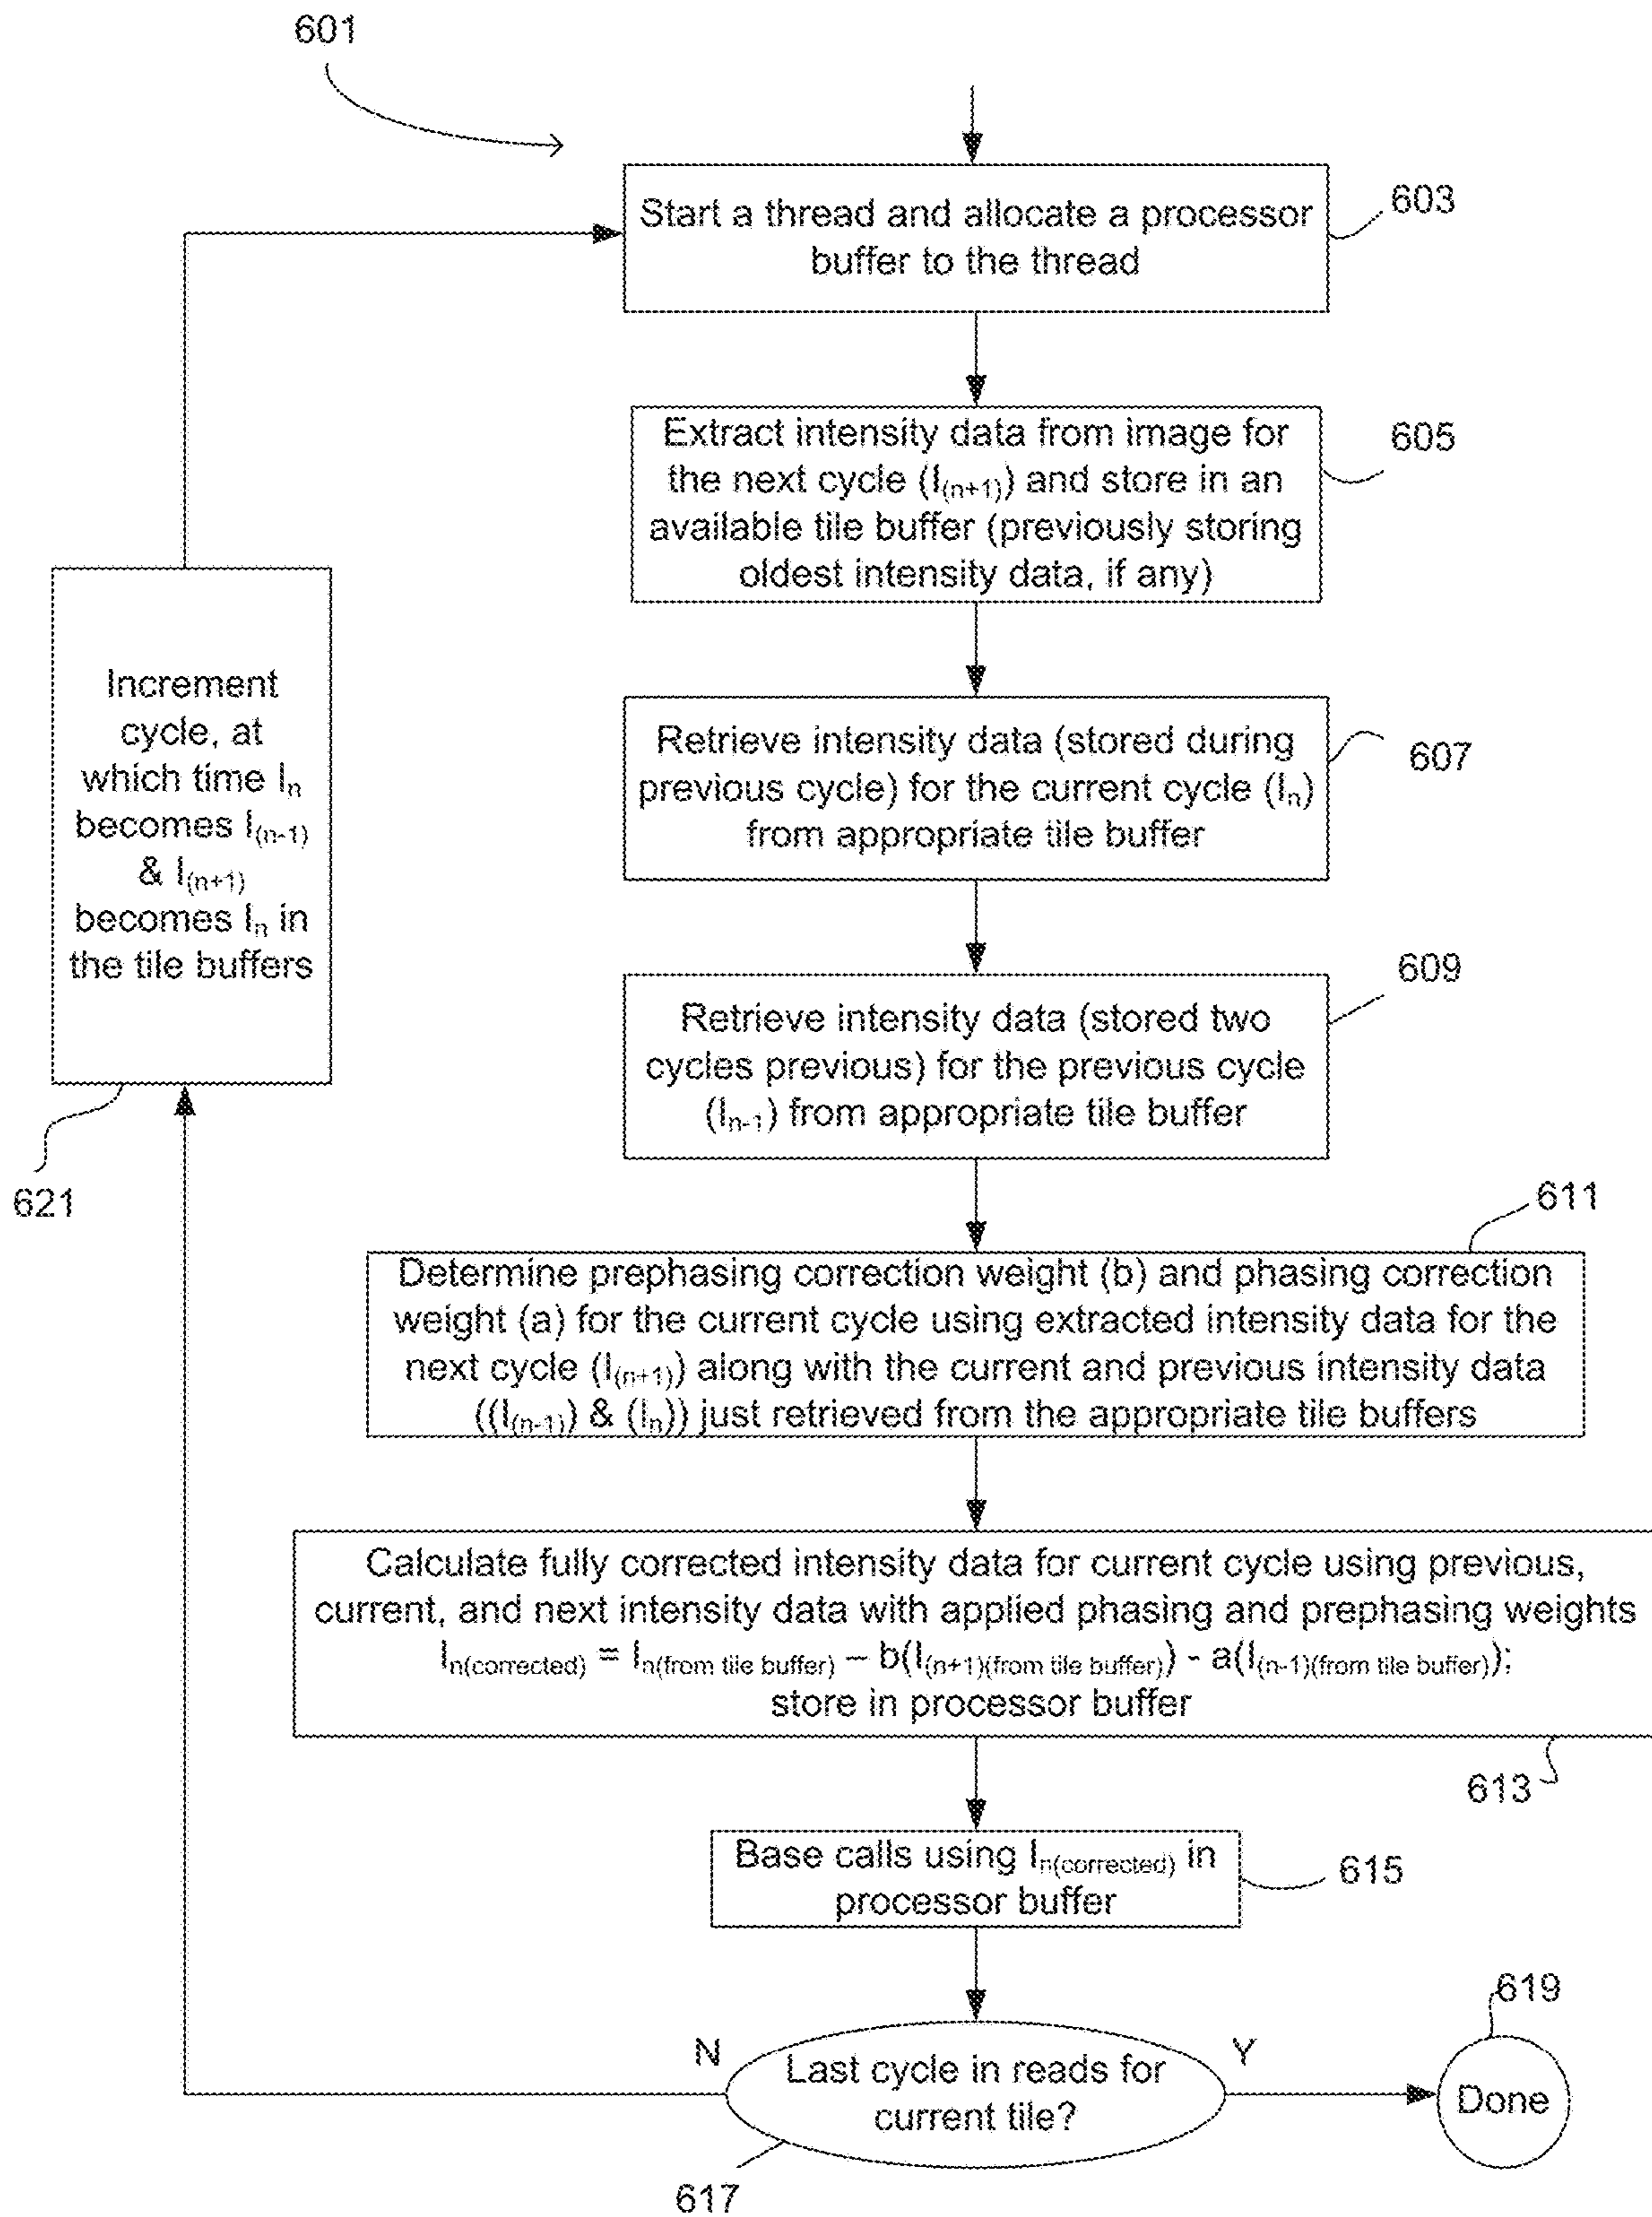 601
Start a thread and allocate a processor
buffer to the thread
603
Extract intensity data from image for
the next cycle (I(n+1)) and store in an
available tile buffer (previously storing
oldest intensity data, if any)
605
Increment
cycle, at
which time In
becomes I(n-1)
& I(n+1)
becomes In in
the tile buffers
621
Retrieve intensity data (stored during
previous cycle) for the current cycle (In)
from appropriate tile buffer
607
Retrieve intensity data (stored two
cycles previous) for the previous cycle
(In-1) from appropriate tile buffer
609
611
Determine prephasing correction weight (b) and phasing correction
weight (a) for the current cycle using extracted intensity data for the
next cycle (I(n+1)) along with the current and previous intensity data
((I(n-1)) & (In)) just retrieved from the appropriate tile buffers
Calculate fully corrected intensity data for current cycle using previous,
current, and next intensity data with applied phasing and prephasing weights
In(corrected) = In(from tile buffer) – b(I(n+1)(from tile buffer)) - a(I(n-1)(from tile buffer));
store in processor buffer
613
Base calls using In(corrected) in
processor buffer
615
N
Last cycle in reads for
current tile?
Y
617
619
Done